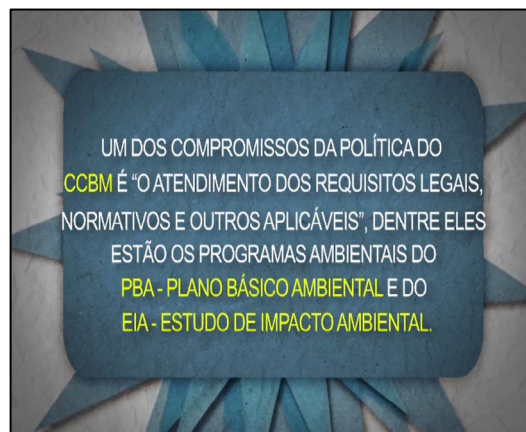 UM DOS COMPROMISSOS DA POLÍTICA DO
CCBM É “O ATENDIMENTO DOS REQUISITOS LEGAIS,
NORMATIVOS E OUTROS APLICÁVEIS”, DENTRE ELES
ESTÃO OS PROGRAMAS AMBIENTAIS DO
PBA - PLANO BÁSICO AMBIENTAL E DO
EIA - ESTUDO DE IMPACTO AMBIENTAL.